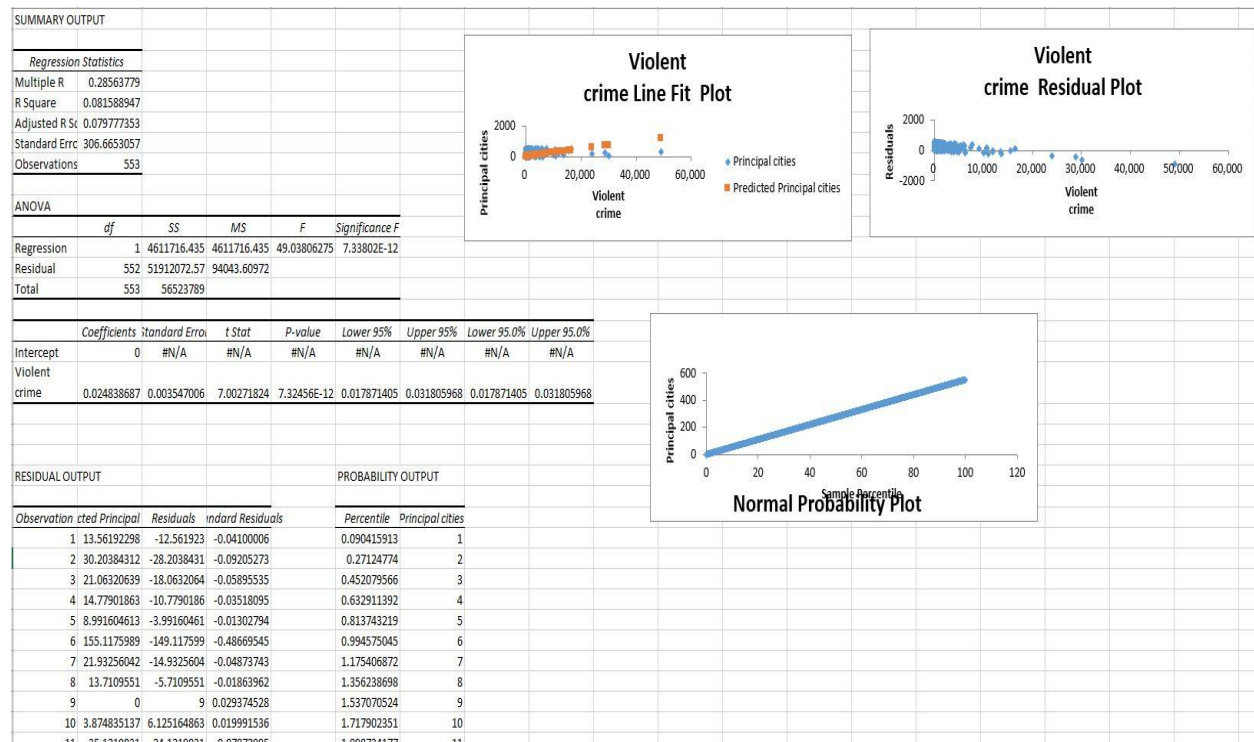 SUMMARY OUTPUT
Regression Statistics
Multiple R 0.28563779
R Square 0.081588947
Adjusted R Sq 0.079777353
Standard Erro 306.6653057
Observations 553
ANOVA
df SS MS F Significance F
Regression 1 4611716.435 4611716.435 49.03806275 7.33802E-12
Residual 552 51912072.57 94043.60972
Total 553 56523789
Coefficients Standard Error t Stat P-value Lower 95% Upper 95% Lower 95.0% Upper 95.0%
Intercept 0 #N/A #N/A #N/A #N/A #N/A #N/A #N/A
Violent
crime 0.024838687 0.003547006 7.00271824 7.32456E-12 0.017871405 0.031805968 0.017871405 0.031805968
RESIDUAL OUTPUT PROBABILITY OUTPUT
Observation cted Principal Residuals andard Residuals Percentile Principal cities
1 13.56192298 -12.561923 -0.04100006 0.090415913 1
2 30.20384312 -28.2038431 -0.09205273 0.27124774 2
3 21.06320639 -18.0632064 -0.05895535 0.452079566 3
4 14.77901863 -10.7790186 -0.03518095 0.632911392 4
5 8.991604613 -3.99160461 -0.01302794 0.813743219 5
6 155.1175989 -149.117599 -0.48669545 0.994575045 6
7 21.93256042 -14.9325604 -0.04873743 1.175406872 7
8 13.7109551 -5.7109551 -0.01863962 1.356238698 8
9 0 9 0.029374528 1.537070524 9
10 3.874835137 6.125164863 0.019991536 1.717902351 10
Violent
crime Line Fit Plot
Principal cities
2000
0
0 20,000 40,000 60,000
Violent
crime
Principal cities
Predicted Principal cities
Violent
crime Residual Plot
Residuals
2000
0
-2000
0 10,000 20,000 30,000 40,000 50,000 60,000
Violent
crime
Principal cities
600
400
200
0
0 20 40 60 80 100 120
Sample Percentile
Normal Probability Plot